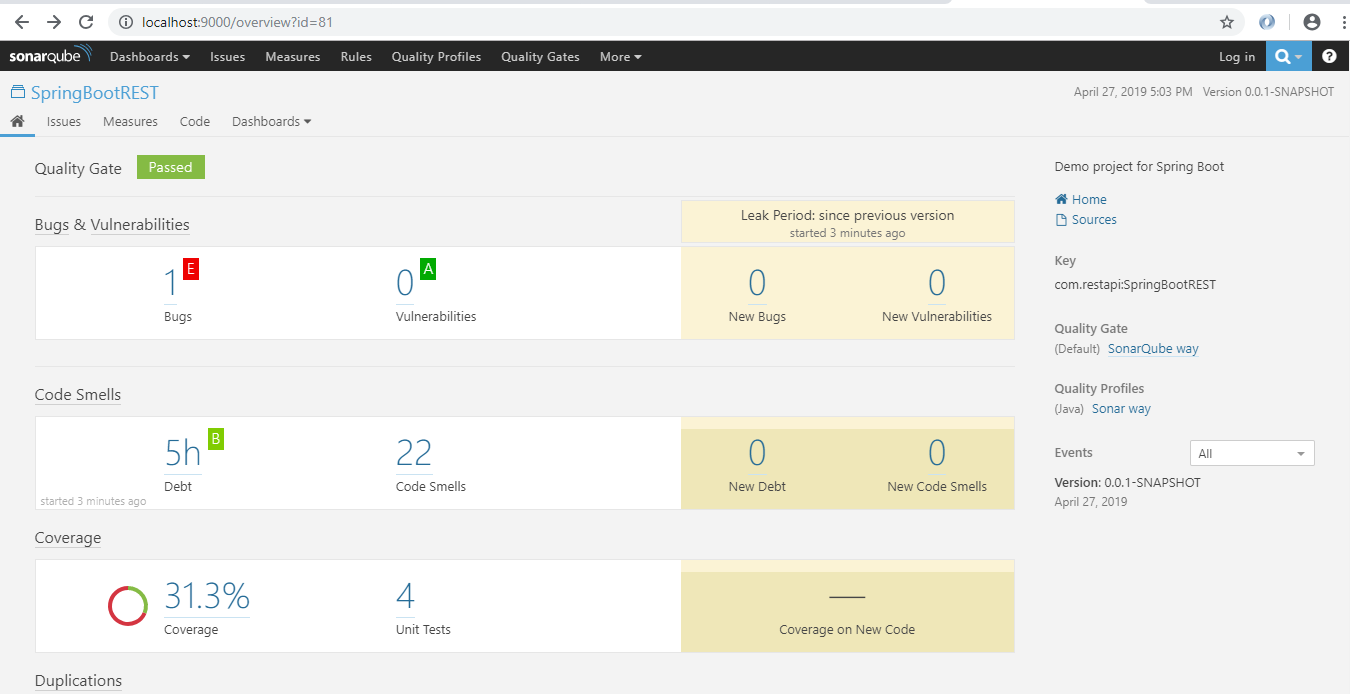 localhost:9000/overview?id=81
sonarqube Dashboards Issues Measures Rules Quality Profiles Quality Gates More Log in ?
SpringBootREST
April 27, 2019 5:03 PM Version 0.0.1-SNAPSHOT
Issues Measures Code Dashboards
Quality Gate Passed
Bugs & Vulnerabilities
Leak Period: since previous version
started 3 minutes ago
1 E 0 A 0 0
Bugs Vulnerabilities New Bugs New Vulnerabilities
Code Smells
5h B 22 0 0
Debt Code Smells New Debt New Code Smells
started 3 minutes ago
Coverage
31.3% 4 —
Coverage Unit Tests Coverage on New Code
Duplications
Demo project for Spring Boot
Home
Sources
Key
com.restapi:SpringBootREST
Quality Gate
(Default) SonarQube way
Quality Profiles
(Java) Sonar way
Events All
Version: 0.0.1-SNAPSHOT
April 27, 2019